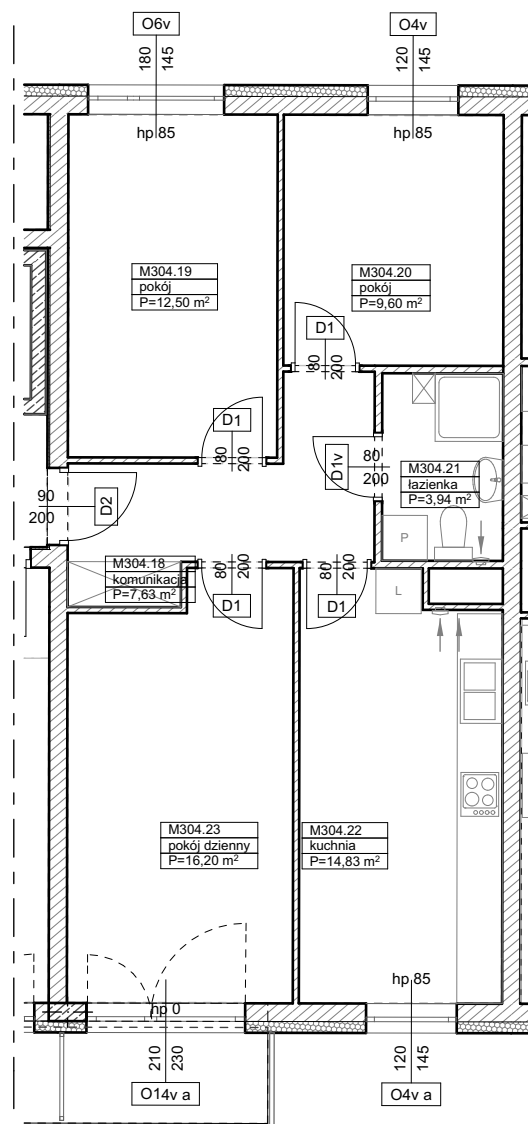 O6v
O4v
180
145
120
145
hp 85
hp 85
M304.19
pokój
P=12,50 m²
M304.20
pokój
P=9,60 m²
D1
80
200
D1
80
200
D1v
80
200
M304.21
łazienka
P=3,94 m²
90
200
D2
P
M304.18
komunikacja
P=7,63 m²
80
200
D1
80
200
D1
L
M304.23
pokój dzienny
P=16,20 m²
M304.22
kuchnia
P=14,83 m²
hp 0
hp 85
210
230
120
145
O14v a
O4v a